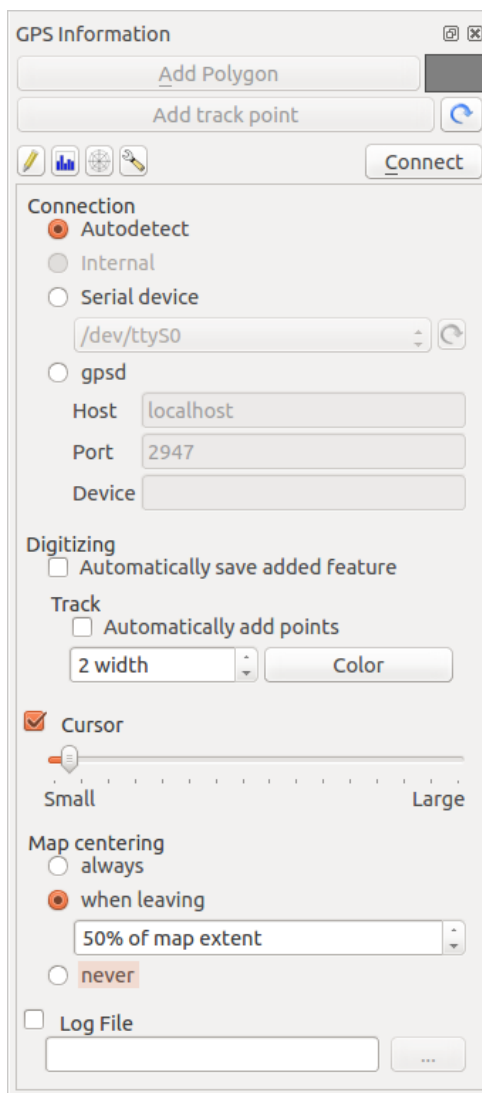 GPS Information
Add Polygon
Add track point
Connect
Connection
Autodetect
Internal
Serial device
/dev/ttyS0
gpsd
Host localhost
Port 2947
Device
Digitizing
Automatically save added feature
Track
Automatically add points
2 width Color
Cursor
Small Large
Map centering
always
when leaving
50% of map extent
never
Log File
...